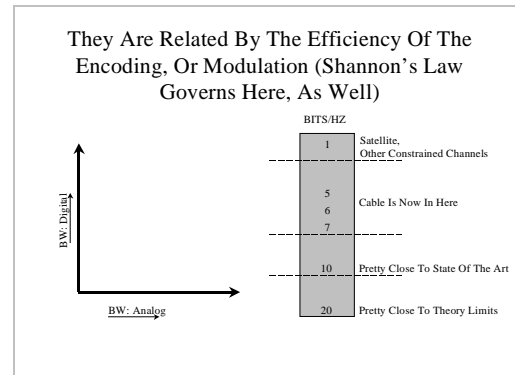 They Are Related By The Efficiency Of The
Encoding, Or Modulation (Shannon's Law
Governs Here, As Well)
BITS/HZ
1
Satellite,
Other Constrained Channels
5
6
7
Cable Is Now In Here
10
Pretty Close To State Of The Art
20
Pretty Close To Theory Limits
BW: Digital
BW: Analog